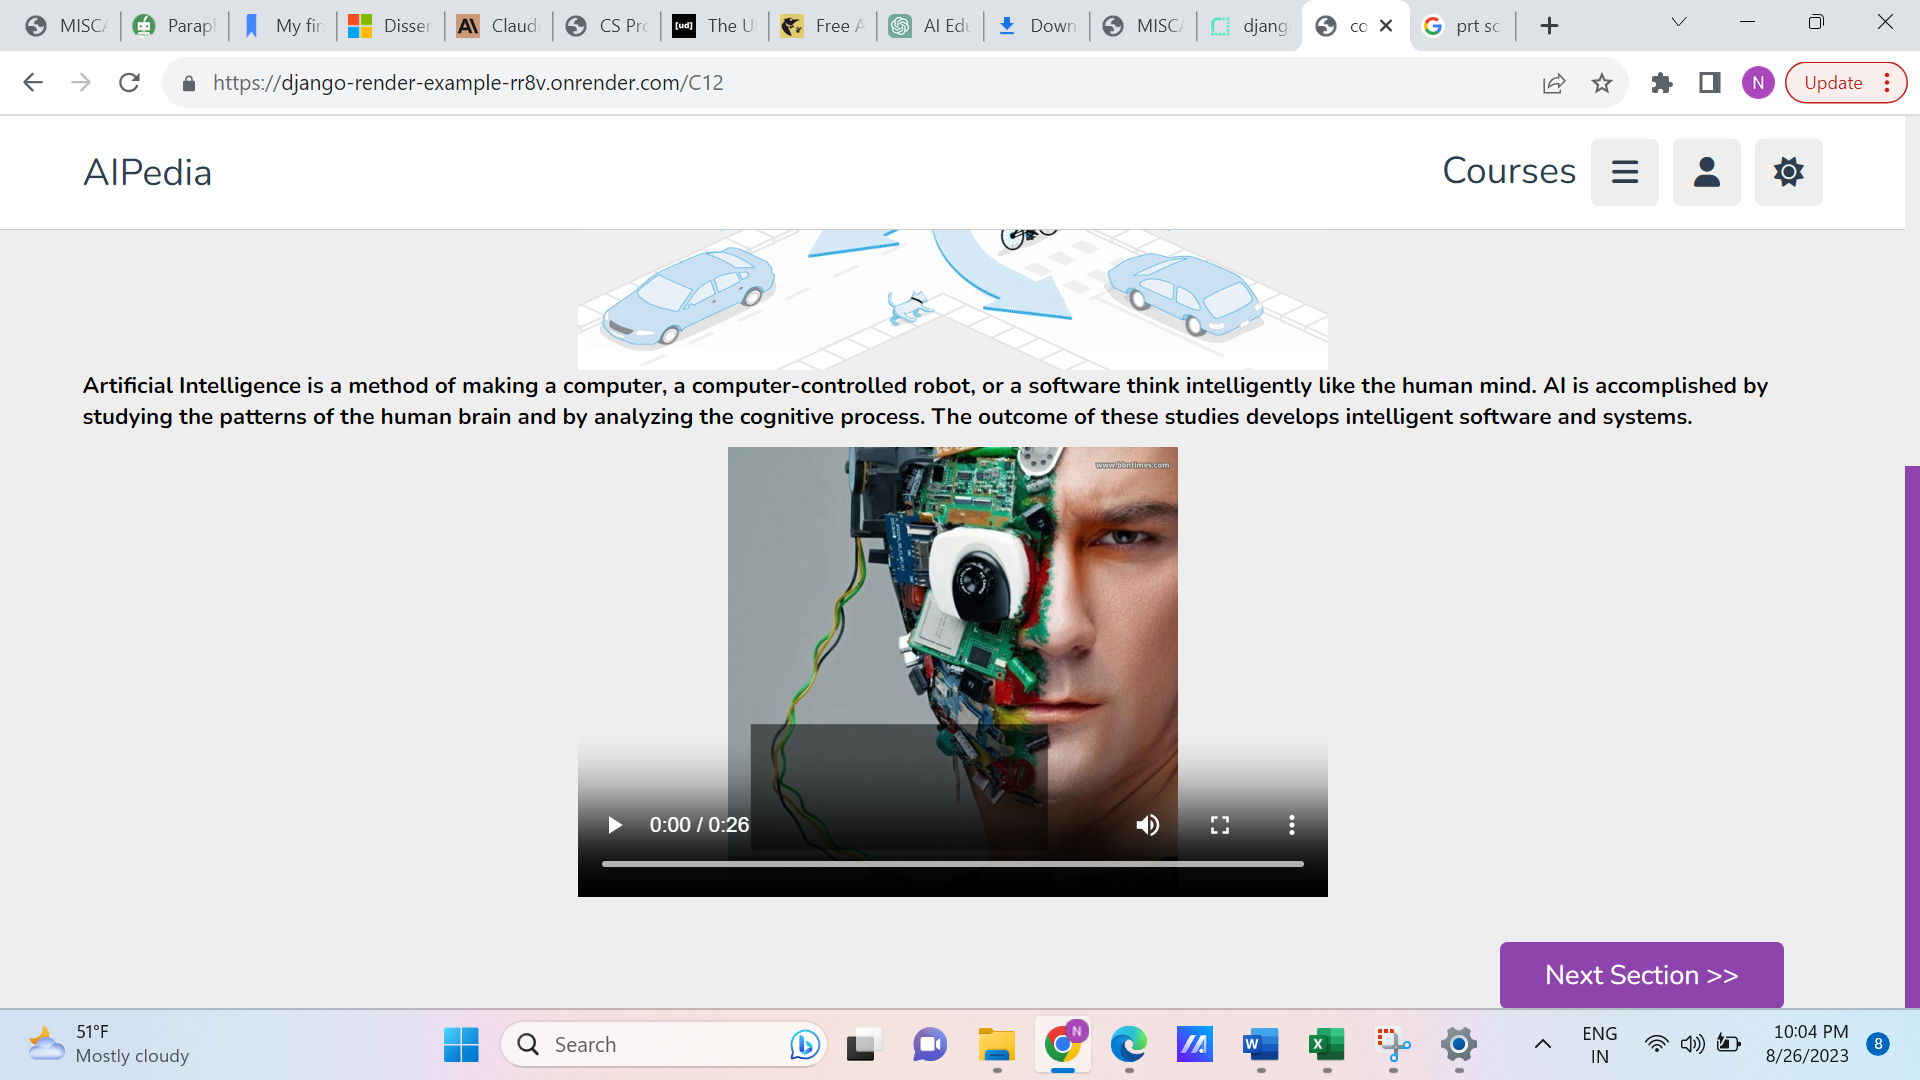 MISCA
Parap
My fir
Disser
Claude
CS Pro
The U
Free A
AI Edu
Down
MISCA
djang
co
prt sc
https://django-render-example-rr8v.onrender.com/C12
N
Update
AIPedia
Courses
Artificial Intelligence is a method of making a computer, a computer-controlled robot, or a software think intelligently like the human mind. AI is accomplished by
studying the patterns of the human brain and by analyzing the cognitive process. The outcome of these studies develops intelligent software and systems.
www.bbntimes.com
0:00 / 0:26
Next Section >>
51°F
Mostly cloudy
Search
N
ENG
IN
10:04 PM
8/26/2023
8